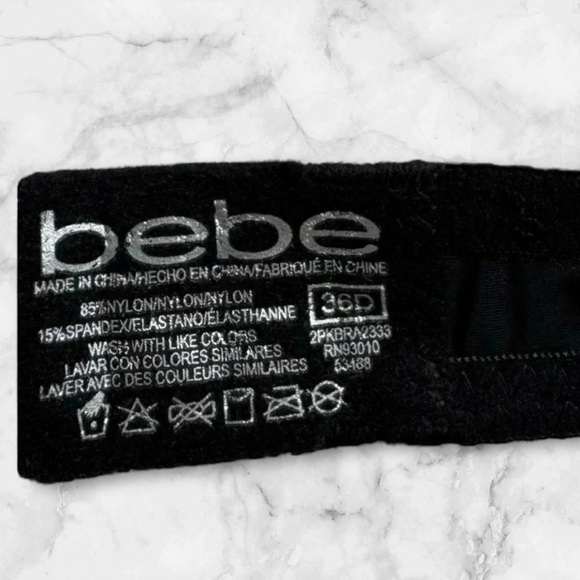 bebe
MADE IN CHINA/HECHO EN CHINA/FABRIQUÉ EN CHINE
85%NYLON/NYLON/NYLON
15%SPANDEX/ELASTANO/ÉLASTHANNE
WASH WITH LIKE COLORS
LAVAR CON COLORES SIMILARES
LAVER AVEC DES COULEURS SIMILAIRES
36D
2PKBRA2333
RN93010
53488